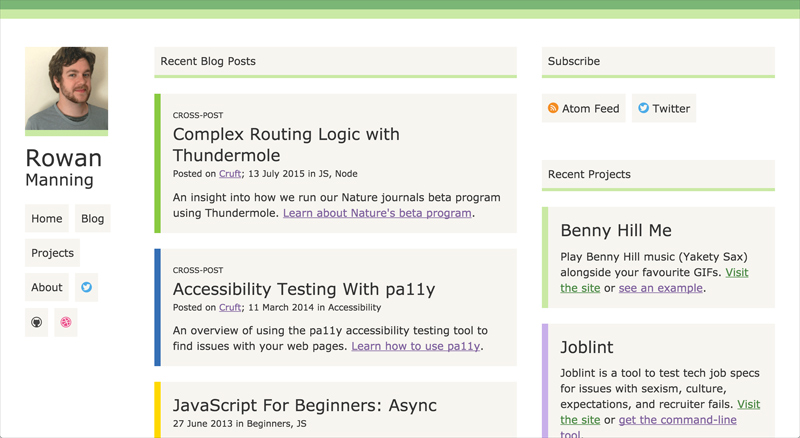 Rowan
Manning
Home
Blog
Projects
About
Recent Blog Posts
CROSS-POST
Complex Routing Logic with
Thundermole
Posted on Cruft; 13 July 2015 in JS, Node
An insight into how we run our Nature journals beta program
using Thundermole. Learn about Nature's beta program.
CROSS-POST
Accessibility Testing With pa11y
Posted on Cruft; 11 March 2014 in Accessibility
An overview of using the pa11y accessibility testing tool to
find issues with your web pages. Learn how to use pa11y.
JavaScript For Beginners: Async
27 June 2013 in Beginners, JS
Subscribe
Atom Feed
Twitter
Recent Projects
Benny Hill Me
Play Benny Hill music (Yakety Sax)
alongside your favourite GIFs. Visit
the site or see an example.
Joblint
Joblint is a tool to test tech job specs
for issues with sexism, culture,
expectations, and recruiter fails. Visit
the site or get the command-line
tool.